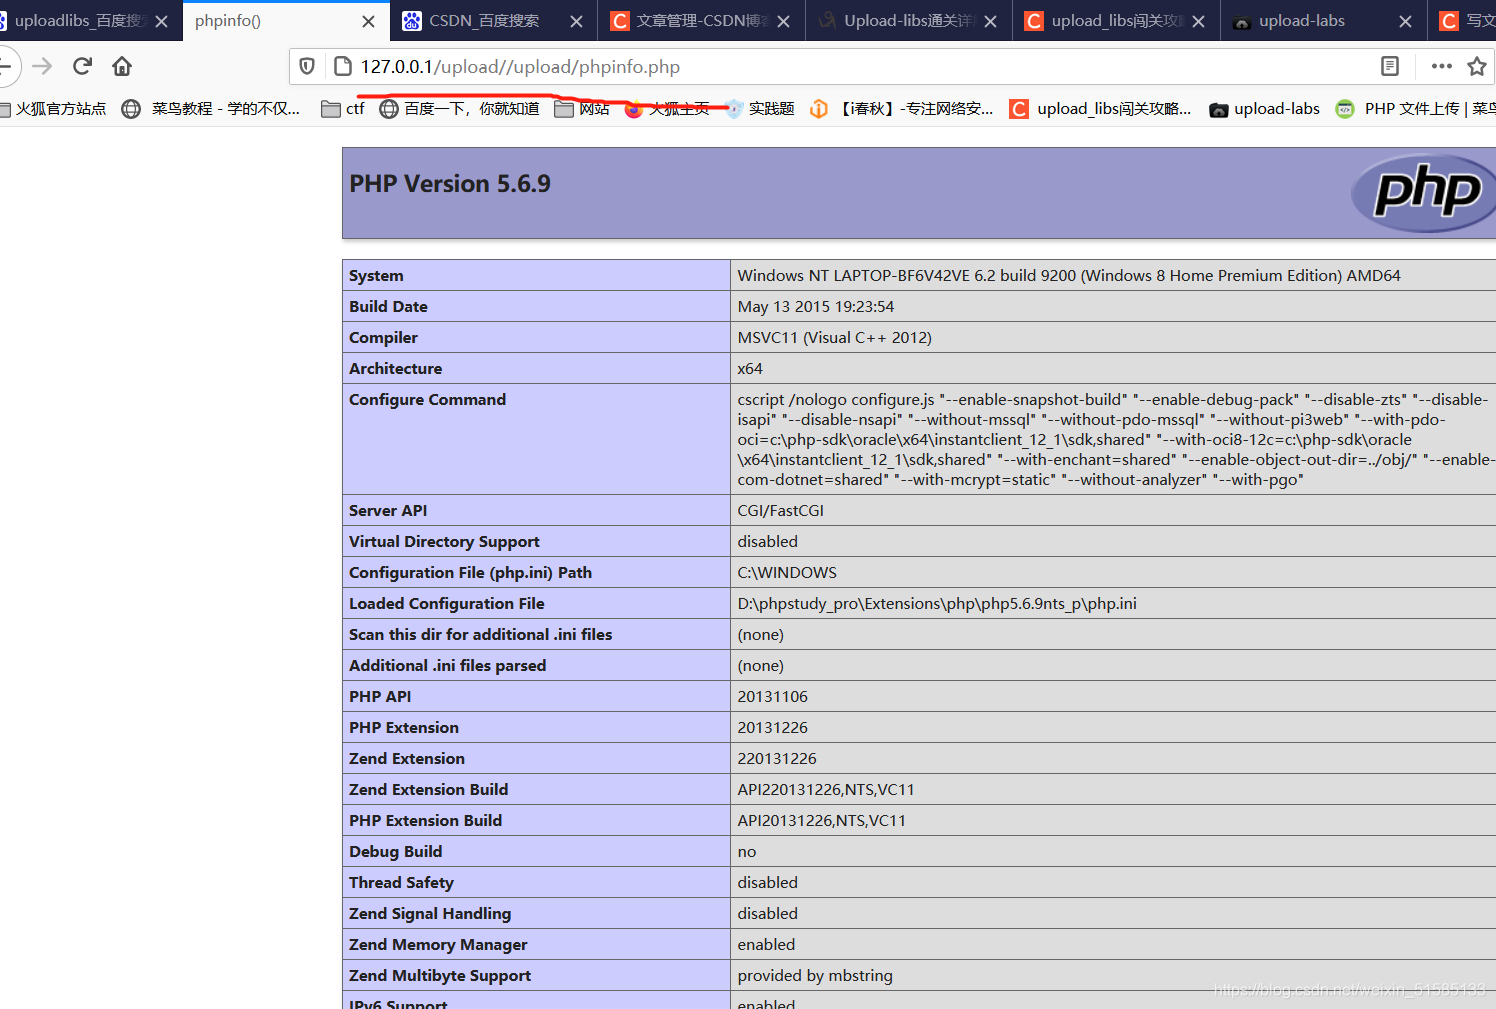 uploadlibs_百度搜索
phpinfo()
CSDN_百度搜索
文章管理-CSDN博客
Upload-libs通关详
upload_libs闯关攻略
upload-labs
写文
127.0.0.1/upload//upload/phpinfo.php
火狐官方站点
菜鸟教程 - 学的不仅...
ctf
百度一下，你就知道
网站
火狐主页
实践题
【i春秋】-专注网络安...
upload_libs闯关攻略...
upload-labs
PHP 文件上传 | 菜鸟
PHP Version 5.6.9
php
System Windows NT LAPTOP-BF6V42VE 6.2 build 9200 (Windows 8 Home Premium Edition) AMD64
Build Date May 13 2015 19:23:54
Compiler MSVC11 (Visual C++ 2012)
Architecture x64
Configure Command cscript /nologo configure.js "--enable-snapshot-build" "--enable-debug-pack" "--disable-zts" "--disable-
isapi" "--disable-nsapi" "--without-mssql" "--without-pdo-mssql" "--without-pi3web" "--with-pdo-
oci=c:\php-sdk\oracle\x64\instantclient_12_1\sdk,shared" "--with-oci8-12c=c:\php-sdk\oracle
\x64\instantclient_12_1\sdk,shared" "--with-enchant=shared" "--enable-object-out-dir=../obj/" "--enable-
com-dotnet=shared" "--with-mcrypt=static" "--without-analyzer" "--with-pgo"
Server API CGI/FastCGI
Virtual Directory Support disabled
Configuration File (php.ini) Path C:\WINDOWS
Loaded Configuration File D:\phpstudy_pro\Extensions\php\php5.6.9nts_p\php.ini
Scan this dir for additional .ini files (none)
Additional .ini files parsed (none)
PHP API 20131106
PHP Extension 20131226
Zend Extension 220131226
Zend Extension Build API220131226,NTS,VC11
PHP Extension Build API20131226,NTS,VC11
Debug Build no
Thread Safety disabled
Zend Signal Handling disabled
Zend Memory Manager enabled
Zend Multibyte Support provided by mbstring
IPv6 Support enabled
https://blog.csdn.net/weixin_51585133